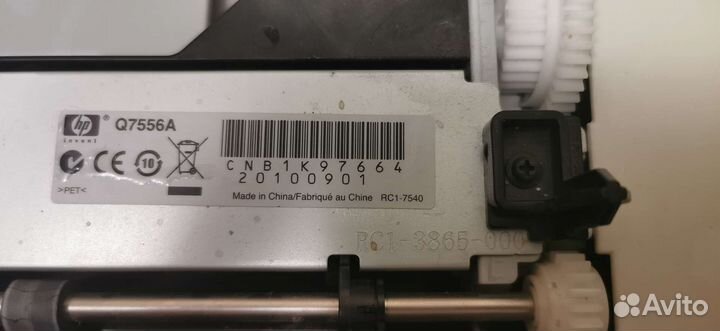 hp ®
invent
Q7556A
CE 10
CNB1K97664
20100901
>PET<
Made in China/Fabriqué au Chine RC1-7540
RC1-3865-000
Avito